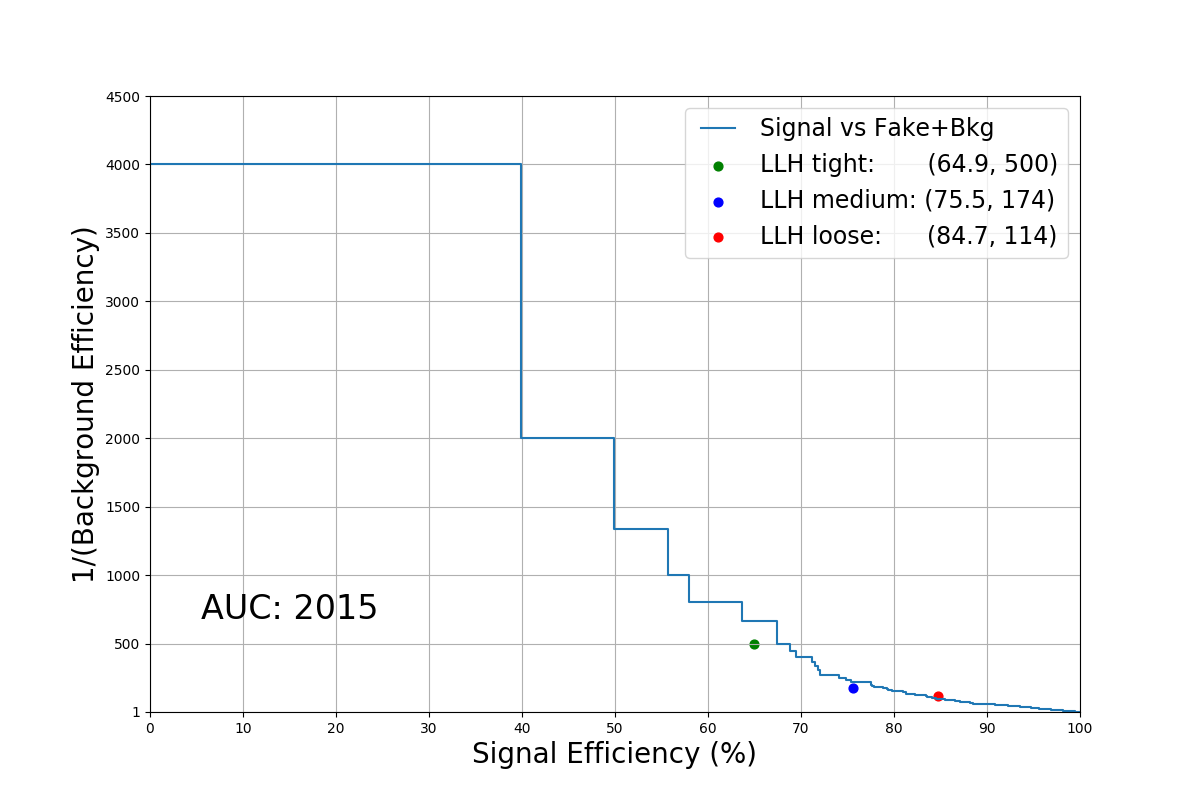 4500
4000
3500
3000
2500
2000
1500
1000
500
1
1/(Background Efficiency)
Signal vs Fake+Bkg
LLH tight: (64.9, 500)
LLH medium: (75.5, 174)
LLH loose: (84.7, 114)
AUC: 2015
0 10 20 30 40 50 60 70 80 90 100
Signal Efficiency (%)